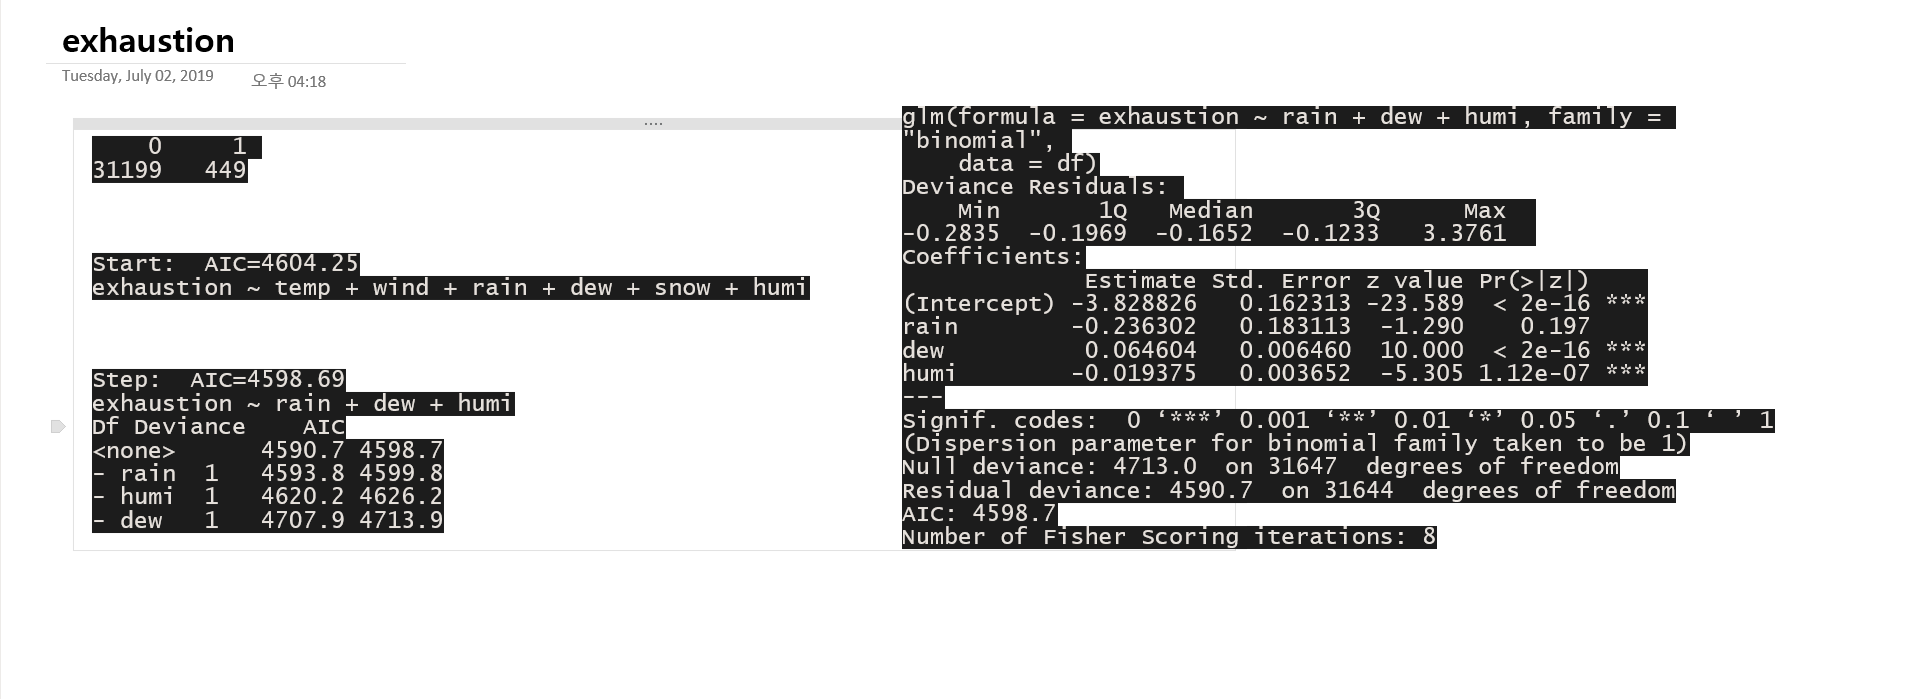 exhaustion
Tuesday, July 02, 2019 오후 04:18
0 1
31199 449
Start: AIC=4604.25
exhaustion ~ temp + wind + rain + dew + snow + humi
Step: AIC=4598.69
exhaustion ~ rain + dew + humi
Df Deviance AIC
<none> 4590.7 4598.7
- rain 1 4593.8 4599.8
- humi 1 4620.2 4626.2
- dew 1 4707.9 4713.9
glm(formula = exhaustion ~ rain + dew + humi, family =
"binomial",
data = df)
Deviance Residuals:
Min 1Q Median 3Q Max
-0.2835 -0.1969 -0.1652 -0.1233 3.3761
Coefficients:
Estimate Std. Error z value Pr(>|z|)
(Intercept) -3.828826 0.162313 -23.589 < 2e-16 ***
rain -0.236302 0.183113 -1.290 0.197
dew 0.064604 0.006460 10.000 < 2e-16 ***
humi -0.019375 0.003652 -5.305 1.12e-07 ***
---
Signif. codes: 0 ‘***’ 0.001 ‘**’ 0.01 ‘*’ 0.05 ‘.’ 0.1 ‘ ’ 1
(Dispersion parameter for binomial family taken to be 1)
Null deviance: 4713.0 on 31647 degrees of freedom
Residual deviance: 4590.7 on 31644 degrees of freedom
AIC: 4598.7
Number of Fisher Scoring iterations: 8